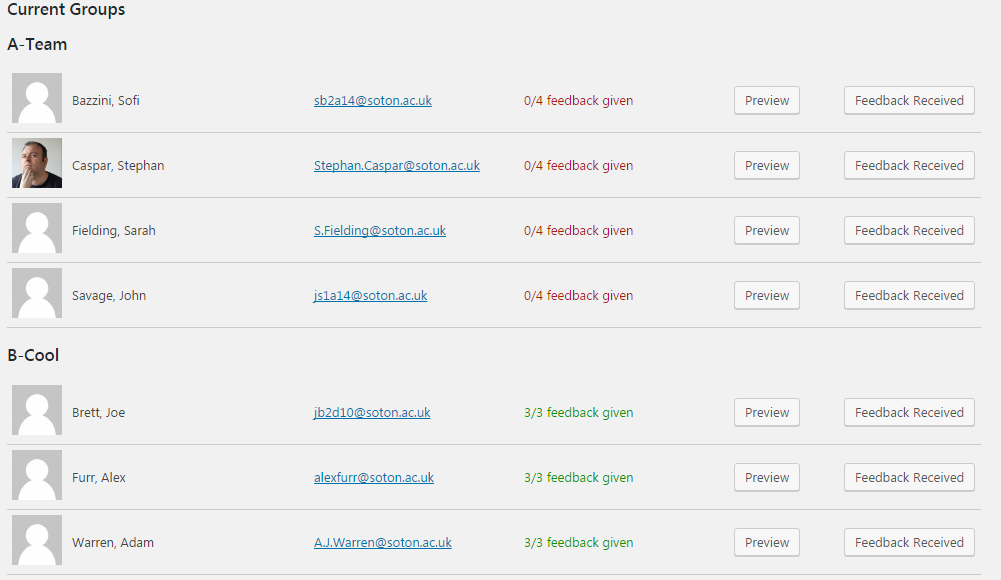 Current Groups
A-Team
Bazzini, Sofi sb2a14@soton.ac.uk 0/4 feedback given Preview Feedback Received
Caspar, Stephan Stephan.Caspar@soton.ac.uk 0/4 feedback given Preview Feedback Received
Fielding, Sarah S.Fielding@soton.ac.uk 0/4 feedback given Preview Feedback Received
Savage, John js1a14@soton.ac.uk 0/4 feedback given Preview Feedback Received
B-Cool
Brett, Joe jb2d10@soton.ac.uk 3/3 feedback given Preview Feedback Received
Furr, Alex alexfurr@soton.ac.uk 3/3 feedback given Preview Feedback Received
Warren, Adam A.J.Warren@soton.ac.uk 3/3 feedback given Preview Feedback Received